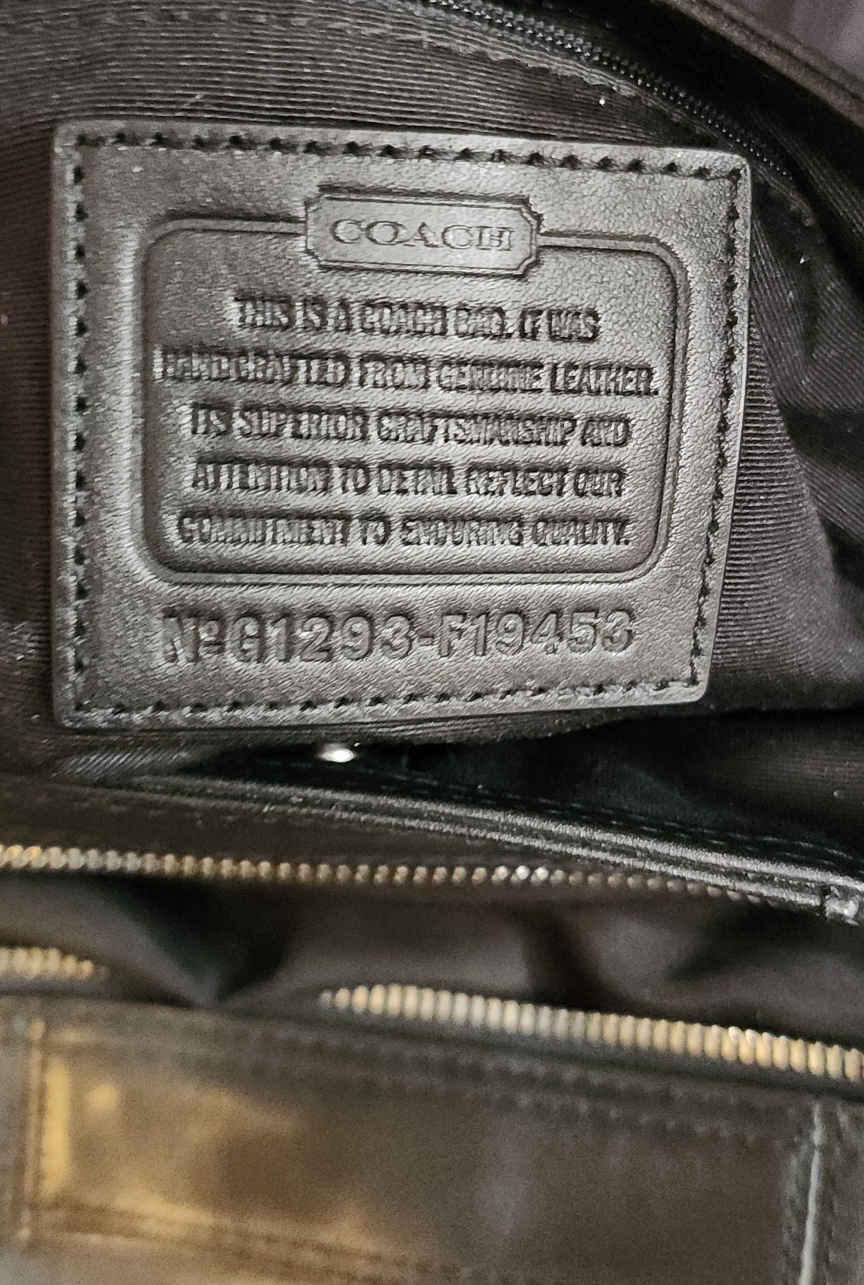 COACH
THIS IS A COACH BAG. IT WAS
HANDCRAFTED FROM GENUINE LEATHER.
ITS SUPERIOR CRAFTSMANSHIP AND
ATTENTION TO DETAIL REFLECT OUR
COMMITMENT TO ENDURING QUALITY.
Nº G1293-F19453